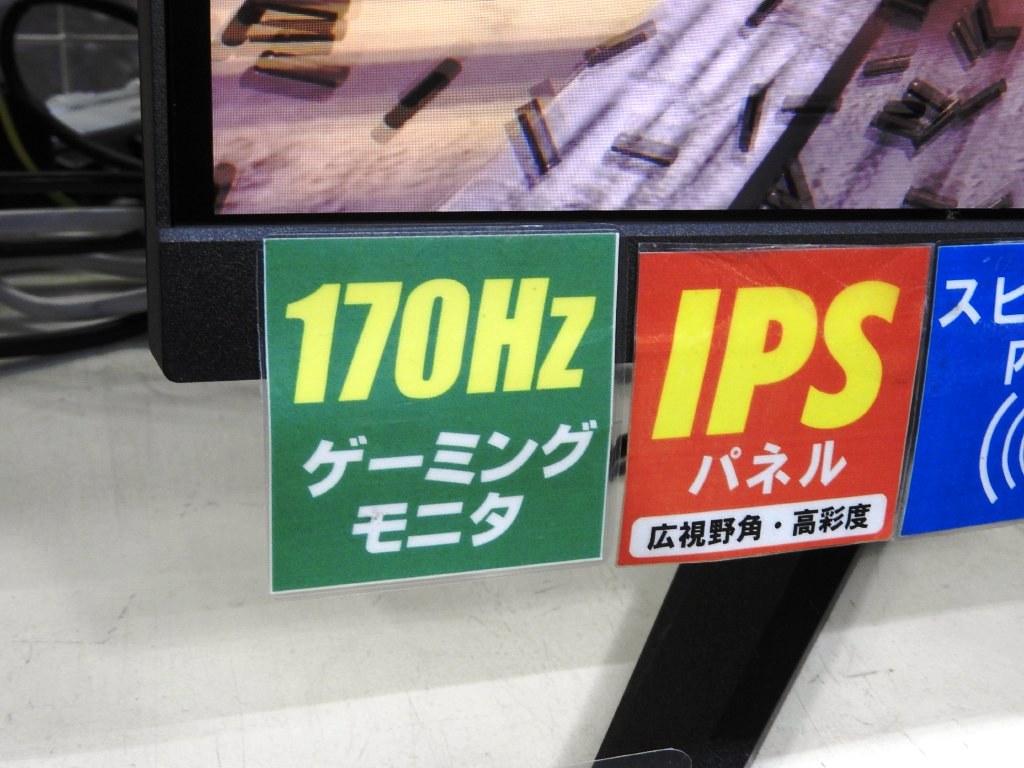 170Hz
ゲーミング
モニタ
IPS
パネル
広視野角・高彩度
スピ
内